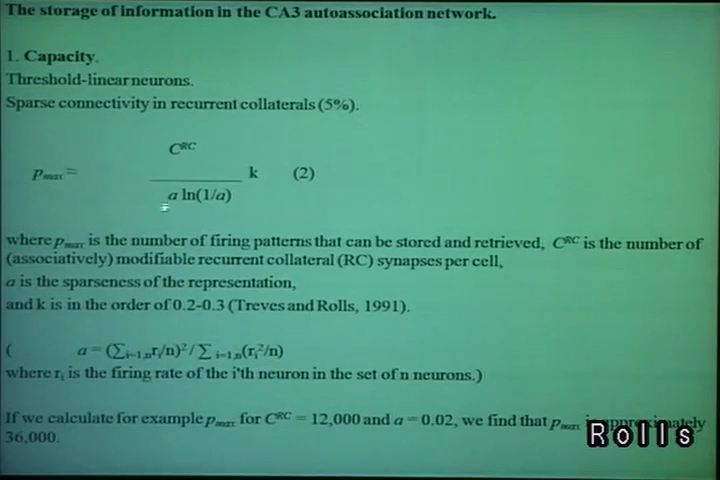 The storage of information in the CA3 autoassociation network.
1. Capacity.
Threshold-linear neurons.
Sparse connectivity in recurrent collaterals (5%).
C^RC
p_max = k (2)
a ln(1/a)
where p_max is the number of firing patterns that can be stored and retrieved, C^RC is the number of
(associatively) modifiable recurrent collateral (RC) synapses per cell,
a is the sparseness of the representation,
and k is in the order of 0.2-0.3 (Treves and Rolls, 1991).
( a = (∑i=1,n ri/n)² / ∑ i=1,n (ri²/n)
where ri is the firing rate of the i'th neuron in the set of n neurons.)
If we calculate for example p_max for C^RC = 12,000 and a = 0.02, we find that p_max is approximately
36,000.
Rolls